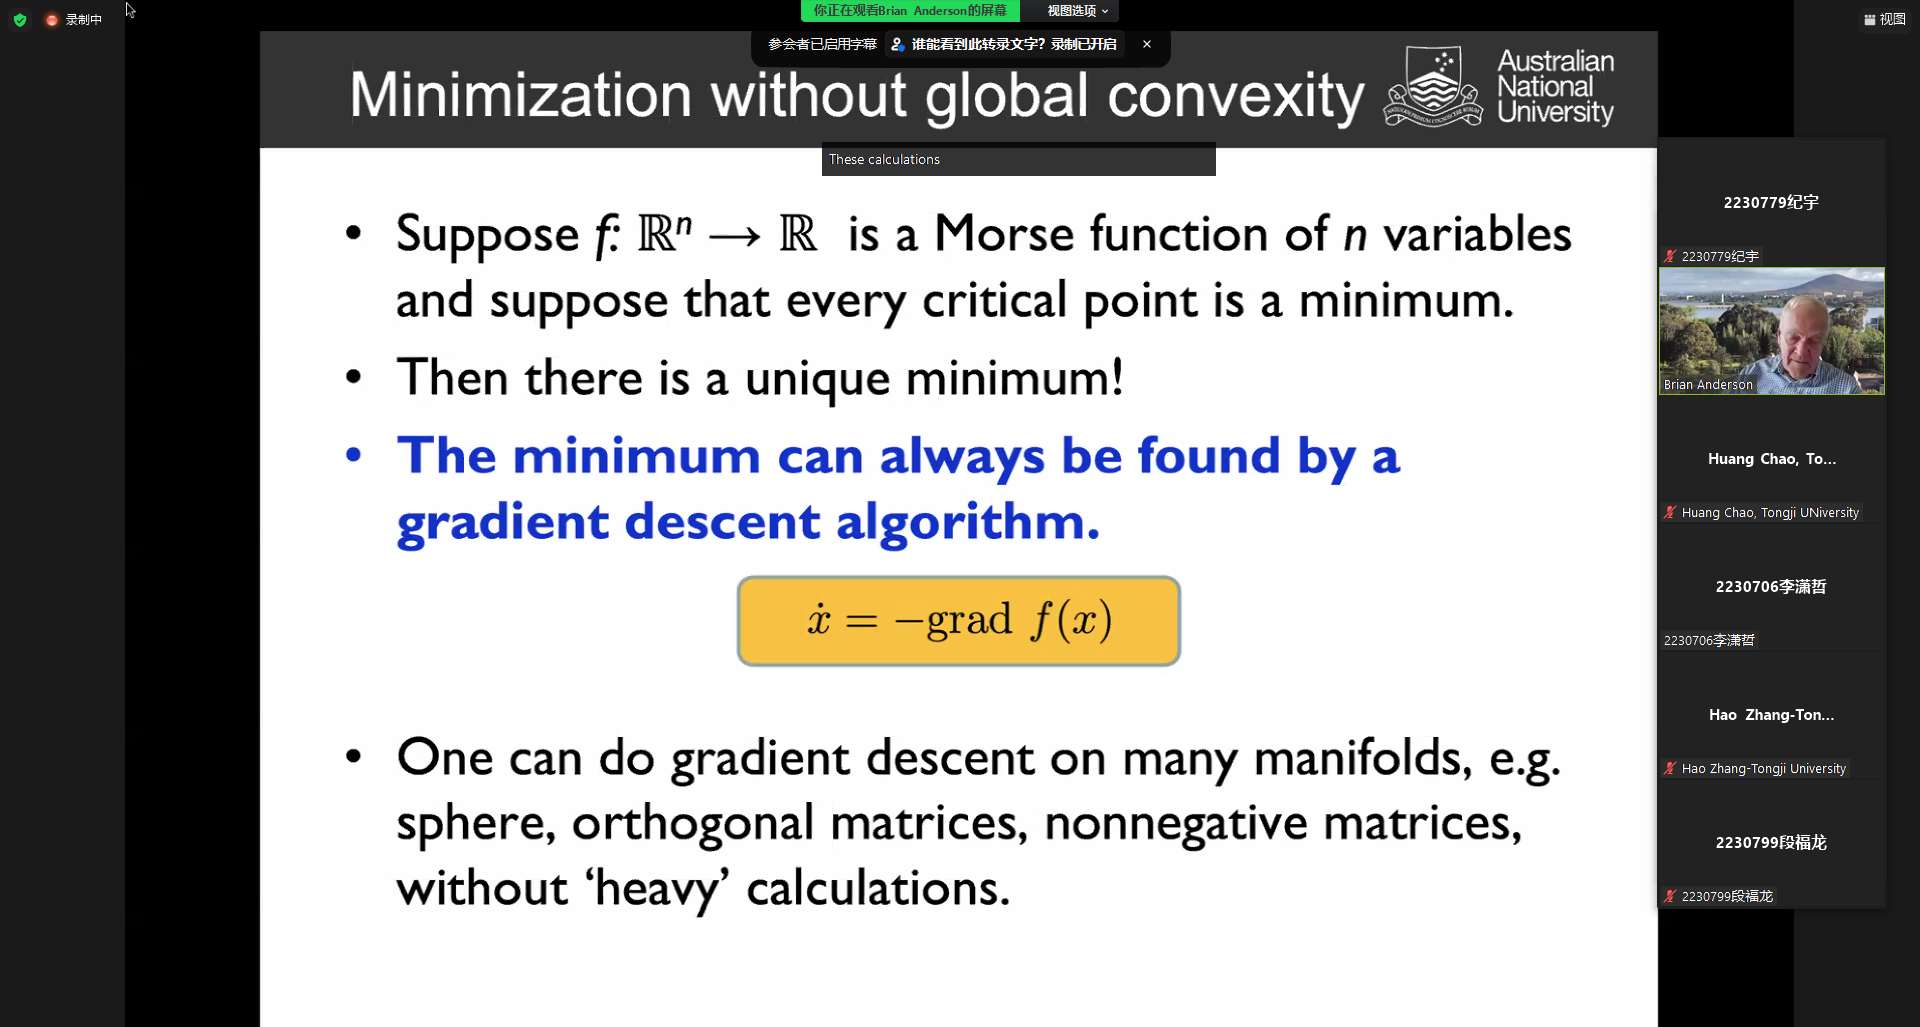 录制中
你正在观看Brian Anderson的屏幕
视图选项
视图
参会者已启用字幕
谁能看到此转录文字？录制已开启
Minimization without global convexity
Australian
National
University
These calculations
• Suppose f: ℝⁿ → ℝ is a Morse function of n variables
and suppose that every critical point is a minimum.
• Then there is a unique minimum!
• The minimum can always be found by a
gradient descent algorithm.
ẋ = −grad f(x)
• One can do gradient descent on many manifolds, e.g.
sphere, orthogonal matrices, nonnegative matrices,
without ‘heavy’ calculations.
2230779纪宇
2230779纪宇
Brian Anderson
Huang Chao, To...
Huang Chao, Tongji UNiversity
2230706李潇哲
2230706李潇哲
Hao Zhang-Ton...
Hao Zhang-Tongji University
2230799段福龙
2230799段福龙